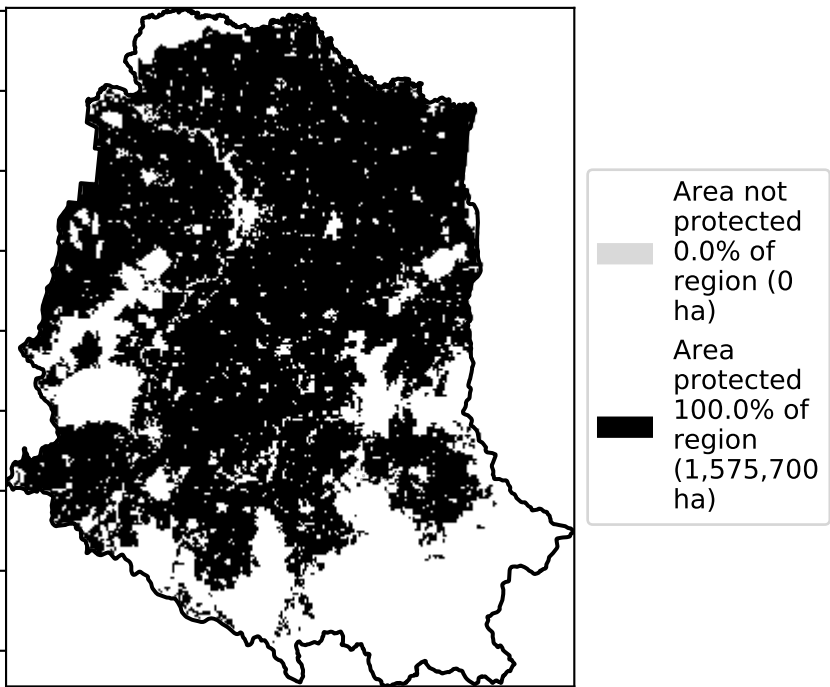 Area not
protected
0.0% of
region (0
ha)
Area
protected
100.0% of
region
(1,575,700
ha)